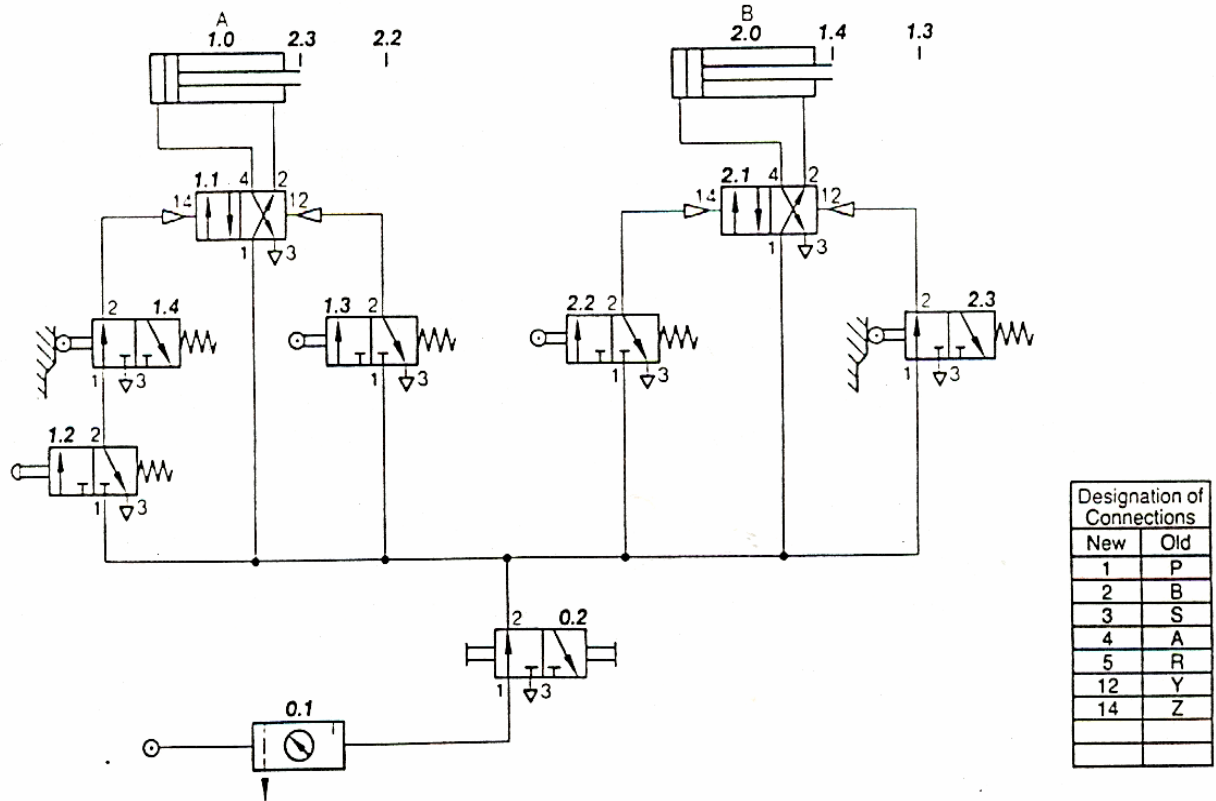 A B
1.0 2.3 2.2 2.0 1.4 1.3
1.1 4 2 2.1 4 2
14 12 14 12
1 3 1 3
2 1.4 1.3 2 2.2 2 2 2.3
1 3 1 3 1 3 1 3
1.2 2
1 3
2 0.2
1 3
0.1
Designation of
Connections
New Old
1 P
2 B
3 S
4 A
5 R
12 Y
14 Z